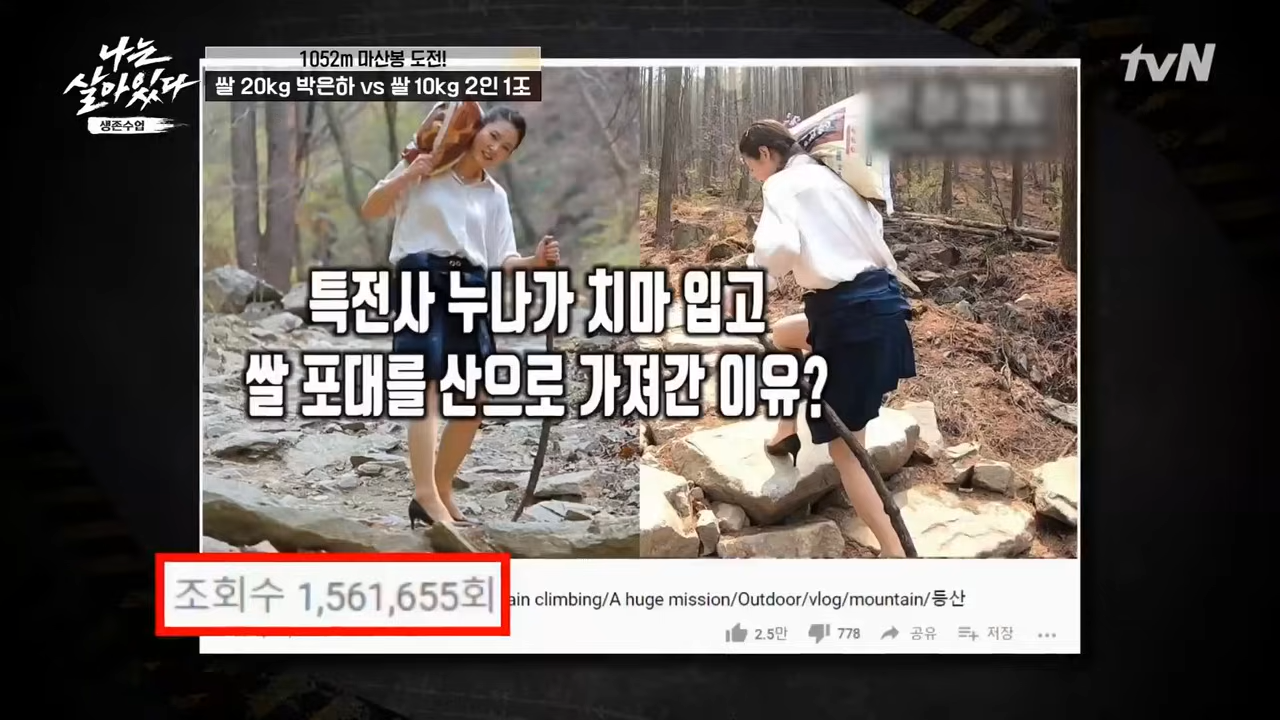 나는
살아있다
생존수업
1052m 마산봉 도전!
쌀 20kg 박은하 vs 쌀 10kg 2인 1조
tvN
특전사 누나가 치마 입고
쌀 포대를 산으로 가져간 이유?
조회수 1,561,655회
ain climbing/A huge mission/Outdoor/vlog/mountain/등산
2.5만 778 공유 저장